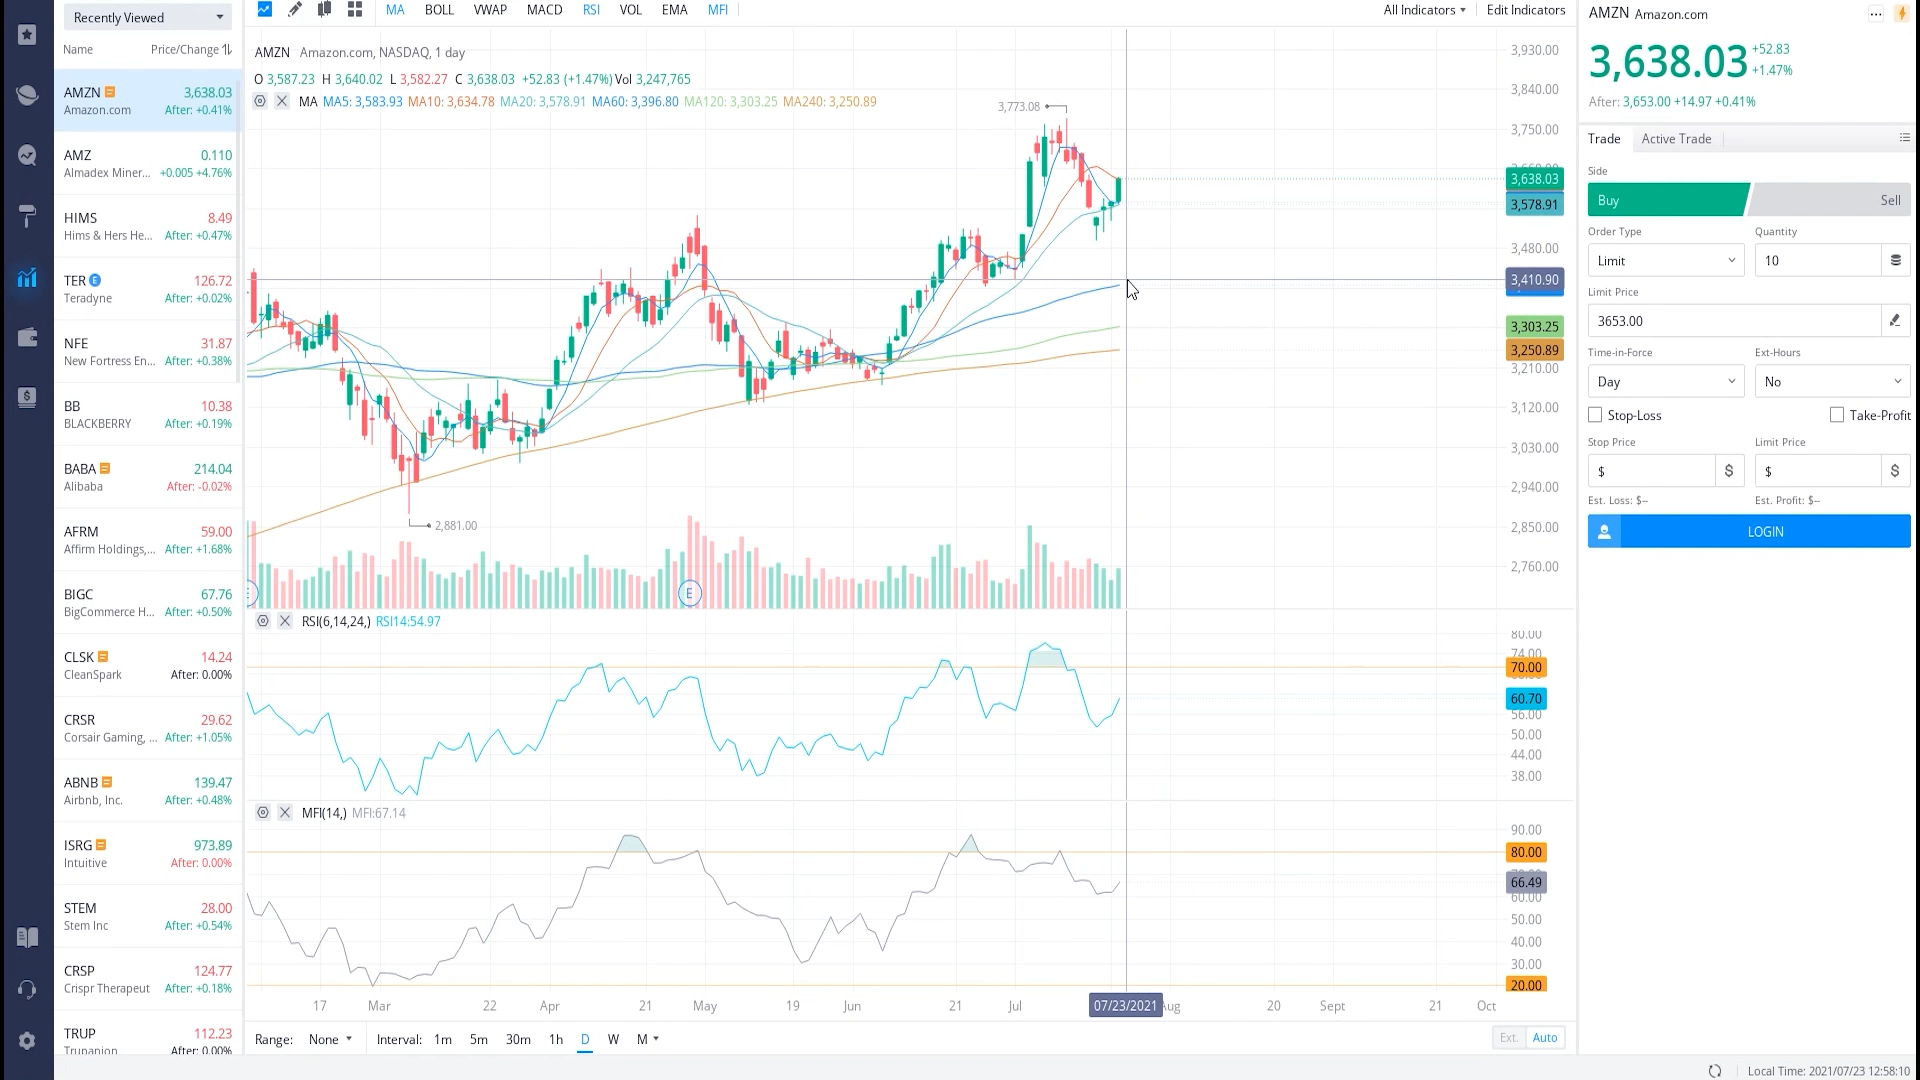 Recently Viewed
Name Price/Change
AMZN 3,638.03
Amazon.com After: +0.41%
AMZ 0.110
Almadex Miner... +0.005 +4.76%
HIMS 8.49
Hims & Hers He... After: +0.47%
TER E 126.72
Teradyne After: +0.02%
NFE 31.87
New Fortress En... After: +0.38%
BB 10.38
BLACKBERRY After: +0.19%
BABA 214.04
Alibaba After: -0.02%
AFRM 59.00
Affirm Holdings,... After: +1.68%
BIGC 67.76
BigCommerce H... After: +0.50%
CLSK 14.24
CleanSpark After: 0.00%
CRSR 29.62
Corsair Gaming, ... After: +1.05%
ABNB 139.47
Airbnb, Inc. After: +0.48%
ISRG 973.89
Intuitive After: 0.00%
STEM 28.00
Stem Inc After: +0.54%
CRSP 124.77
Crispr Therapeut After: +0.18%
TRUP 112.23
Trupanion After: 0.00%
MA BOLL VWAP MACD RSI VOL EMA MFI All Indicators Edit Indicators
AMZN Amazon.com, NASDAQ, 1 day
O 3,587.23 H 3,640.02 L 3,582.27 C 3,638.03 +52.83 (+1.47%) Vol 3,247,765
MA MA5: 3,583.93 MA10: 3,634.78 MA20: 3,578.91 MA60: 3,396.80 MA120: 3,303.25 MA240: 3,250.89
3,773.08
2,881.00
E
3,930.00
3,840.00
3,750.00
3,638.03
3,578.91
3,480.00
3,410.90
3,303.25
3,250.89
3,210.00
3,120.00
3,030.00
2,940.00
2,850.00
2,760.00
RSI(6,14,24,) RSI14:54.97
80.00
74.00
70.00
60.70
56.00
50.00
44.00
38.00
MFI(14,) MFI:67.14
90.00
80.00
66.49
60.00
50.00
40.00
30.00
20.00
17 Mar 22 Apr 21 May 19 Jun 21 Jul 07/23/2021 Aug 20 Sept 21 Oct
Range: None Interval: 1m 5m 30m 1h D W M Ext. Auto
AMZN Amazon.com
3,638.03 +52.83
+1.47%
After: 3,653.00 +14.97 +0.41%
Trade Active Trade
Side
Buy Sell
Order Type Quantity
Limit 10
Limit Price
3653.00
Time-in-Force Ext-Hours
Day No
Stop-Loss Take-Profit
Stop Price Limit Price
$ $ $ $
Est. Loss: $-- Est. Profit: $--
LOGIN
Local Time: 2021/07/23 12:58:10